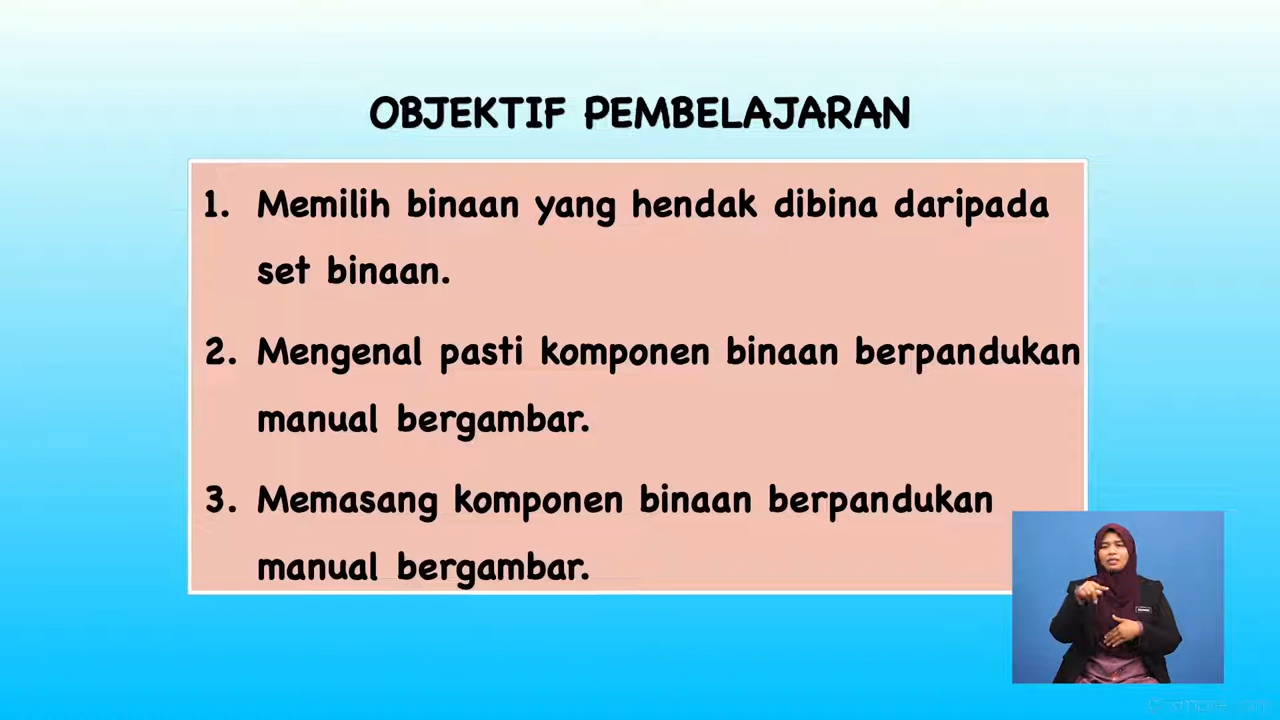 OBJEKTIF PEMBELAJARAN
1. Memilih binaan yang hendak dibina daripada
set binaan.
2. Mengenal pasti komponen binaan berpandukan
manual bergambar.
3. Memasang komponen binaan berpandukan
manual bergambar.